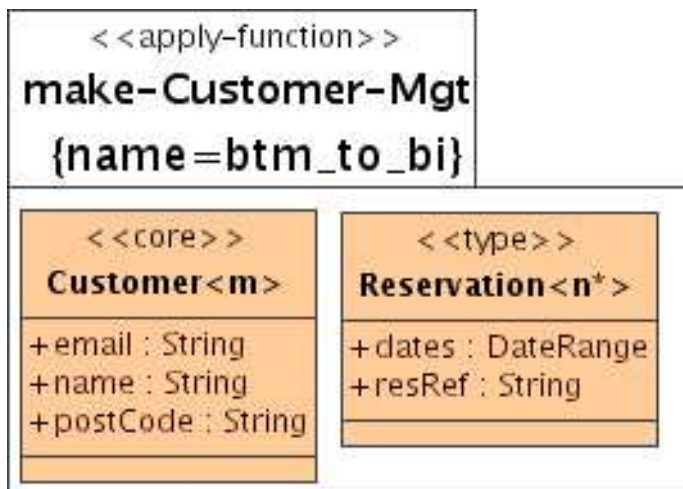 <<apply-function>>
make-Customer-Mgt
{name=btm_to_bi}
<<core>>
Customer<m>
+email : String
+name : String
+postCode : String
<<type>>
Reservation<n*>
+dates : DateRange
+resRef : String